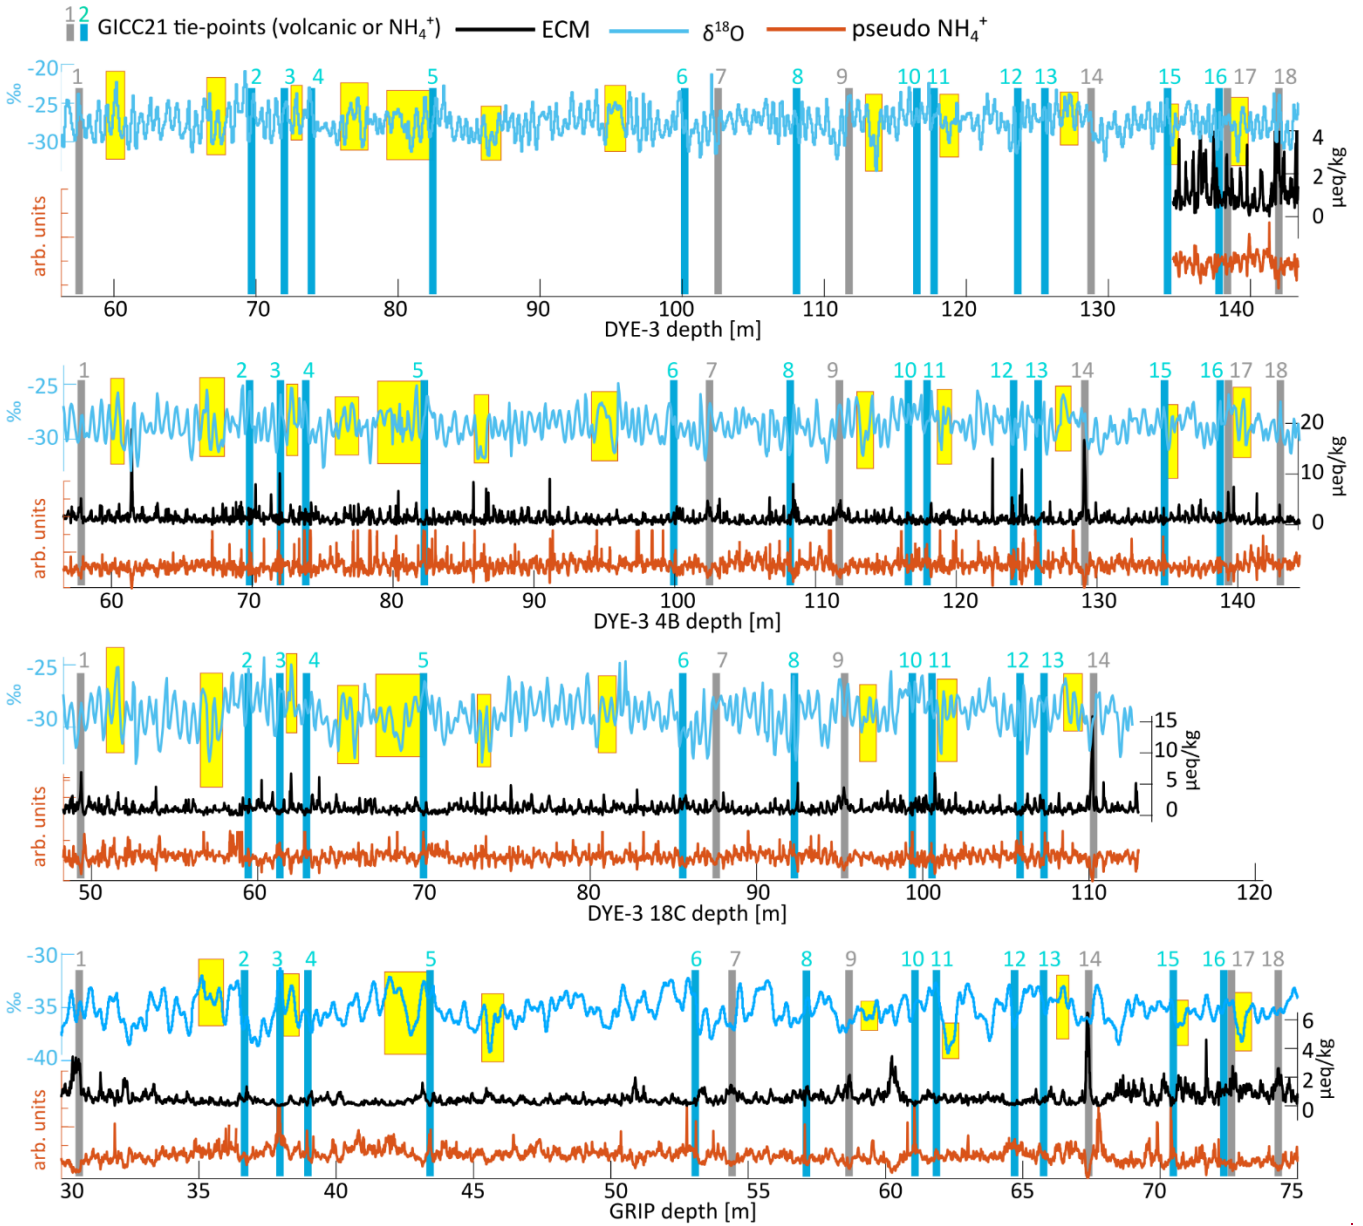 1 2 GICC21 tie-points (volcanic or NH₄⁺) ECM δ¹⁸O pseudo NH₄⁺
1 2 3 4 5 6 7 8 9 10 11 12 13 14 15 16 17 18
‰
-20
-25
-30
4
2
0
µeq/kg
arb. units
60 70 80 90 100 110 120 130 140
DYE-3 depth [m]
1 2 3 4 5 6 7 8 9 10 11 12 13 14 15 16 17 18
‰
-25
-30
20
10
0
µeq/kg
arb. units
60 70 80 90 100 110 120 130 140
DYE-3 4B depth [m]
1 2 3 4 5 6 7 8 9 10 11 12 13 14
‰
-25
-30
15
10
5
0
µeq/kg
arb. units
50 60 70 80 90 100 110 120
DYE-3 18C depth [m]
1 2 3 4 5 6 7 8 9 10 11 12 13 14 15 16 17 18
‰
-30
-35
-40
6
4
2
0
µeq/kg
arb. units
30 35 40 45 50 55 60 65 70 75
GRIP depth [m]